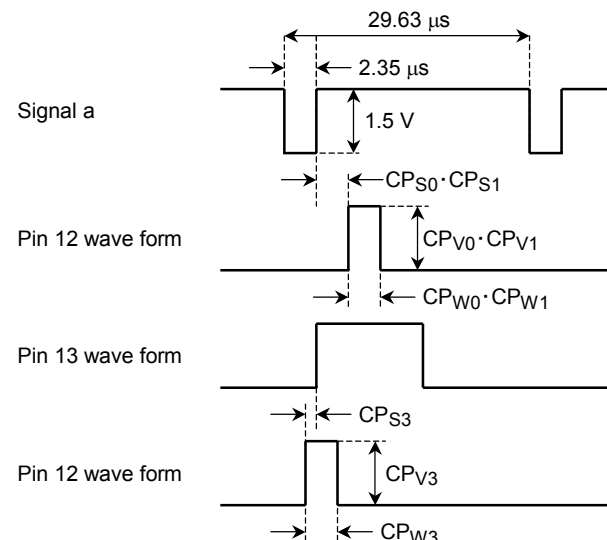 29.63 μs
2.35 μs
Signal a
1.5 V
CPS0·CPS1
Pin 12 wave form
CPV0·CPV1
CPW0·CPW1
Pin 13 wave form
CPS3
Pin 12 wave form
CPV3
CPW3